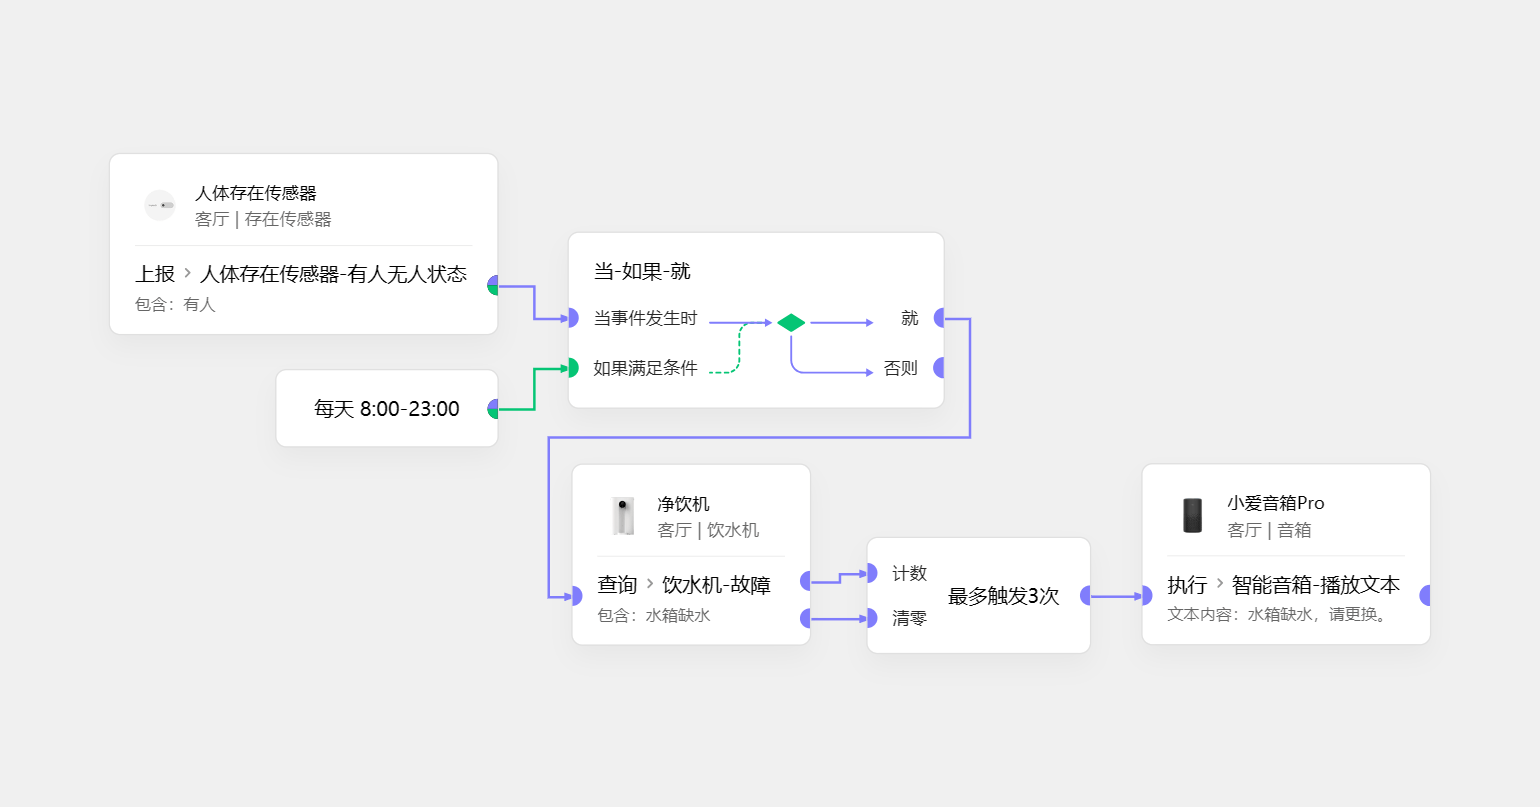 人体存在传感器
客厅 | 存在传感器
上报 > 人体存在传感器-有人无人状态
包含：有人
每天 8:00-23:00
当-如果-就
当事件发生时
就
如果满足条件
否则
净饮机
客厅 | 饮水机
查询 > 饮水机-故障
包含：水箱缺水
计数
最多触发3次
清零
小爱音箱Pro
客厅 | 音箱
执行 > 智能音箱-播放文本
文本内容：水箱缺水，请更换。